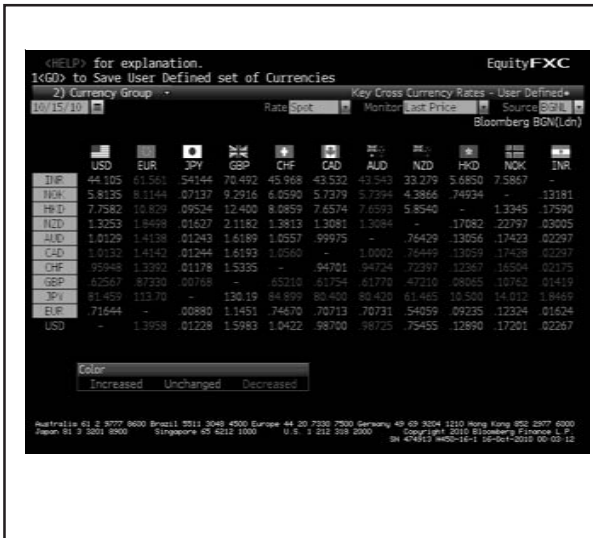 <HELP> for explanation. EquityFXC
1<GO> to Save User Defined set of Currencies
2) Currency Group Key Cross Currency Rates - User Defined
10/15/10 Rate Spot Monitor Last Price Source BGNL
Bloomberg BGN(Ldn)
USD EUR JPY GBP CHF CAD AUD NZD HKD NOK INR
INR 44.105 61.561 .54144 70.492 45.968 43.532 43.543 33.279 5.6850 7.5867 -
NOK 5.8135 8.1144 .07137 9.2916 6.0590 5.7379 5.7394 4.3866 .74934 - .13181
HKD 7.7582 10.829 .09524 12.400 8.0859 7.6574 7.6593 5.8540 - 1.3345 .17590
NZD 1.3253 1.8498 .01627 2.1182 1.3813 1.3081 1.3084 - .17082 .22797 .03005
AUD 1.0129 1.4138 .01243 1.6189 1.0557 .99975 - .76429 .13056 .17423 .02297
CAD 1.0132 1.4142 .01244 1.6193 1.0560 - 1.0002 .76449 .13059 .17428 .02297
CHF .95948 1.3392 .01178 1.5335 - .94701 .94724 .72397 .12367 .16504 .02175
GBP .62567 .87330 .00768 - .65210 .61754 .61770 .47210 .08065 .10762 .01419
JPY 81.459 113.70 - 130.19 84.899 80.400 80.420 61.465 10.500 14.012 1.8469
EUR .71644 - .00880 1.1451 .74670 .70713 .70731 .54059 .09235 .12324 .01624
USD - 1.3958 .01228 1.5983 1.0422 .98700 .98725 .75455 .12890 .17201 .02267
Color
Increased Unchanged Decreased
Australia 61 2 9777 8600 Brazil 5511 3048 4500 Europe 44 20 7330 7500 Germany 49 69 9204 1210 Hong Kong 852 2977 6000
Japan 81 3 3201 8900 Singapore 65 6212 1000 U.S. 1 212 318 2000 Copyright 2010 Bloomberg Finance L.P.
SN 474913 H450-16-1 16-Oct-2010 00:03:12